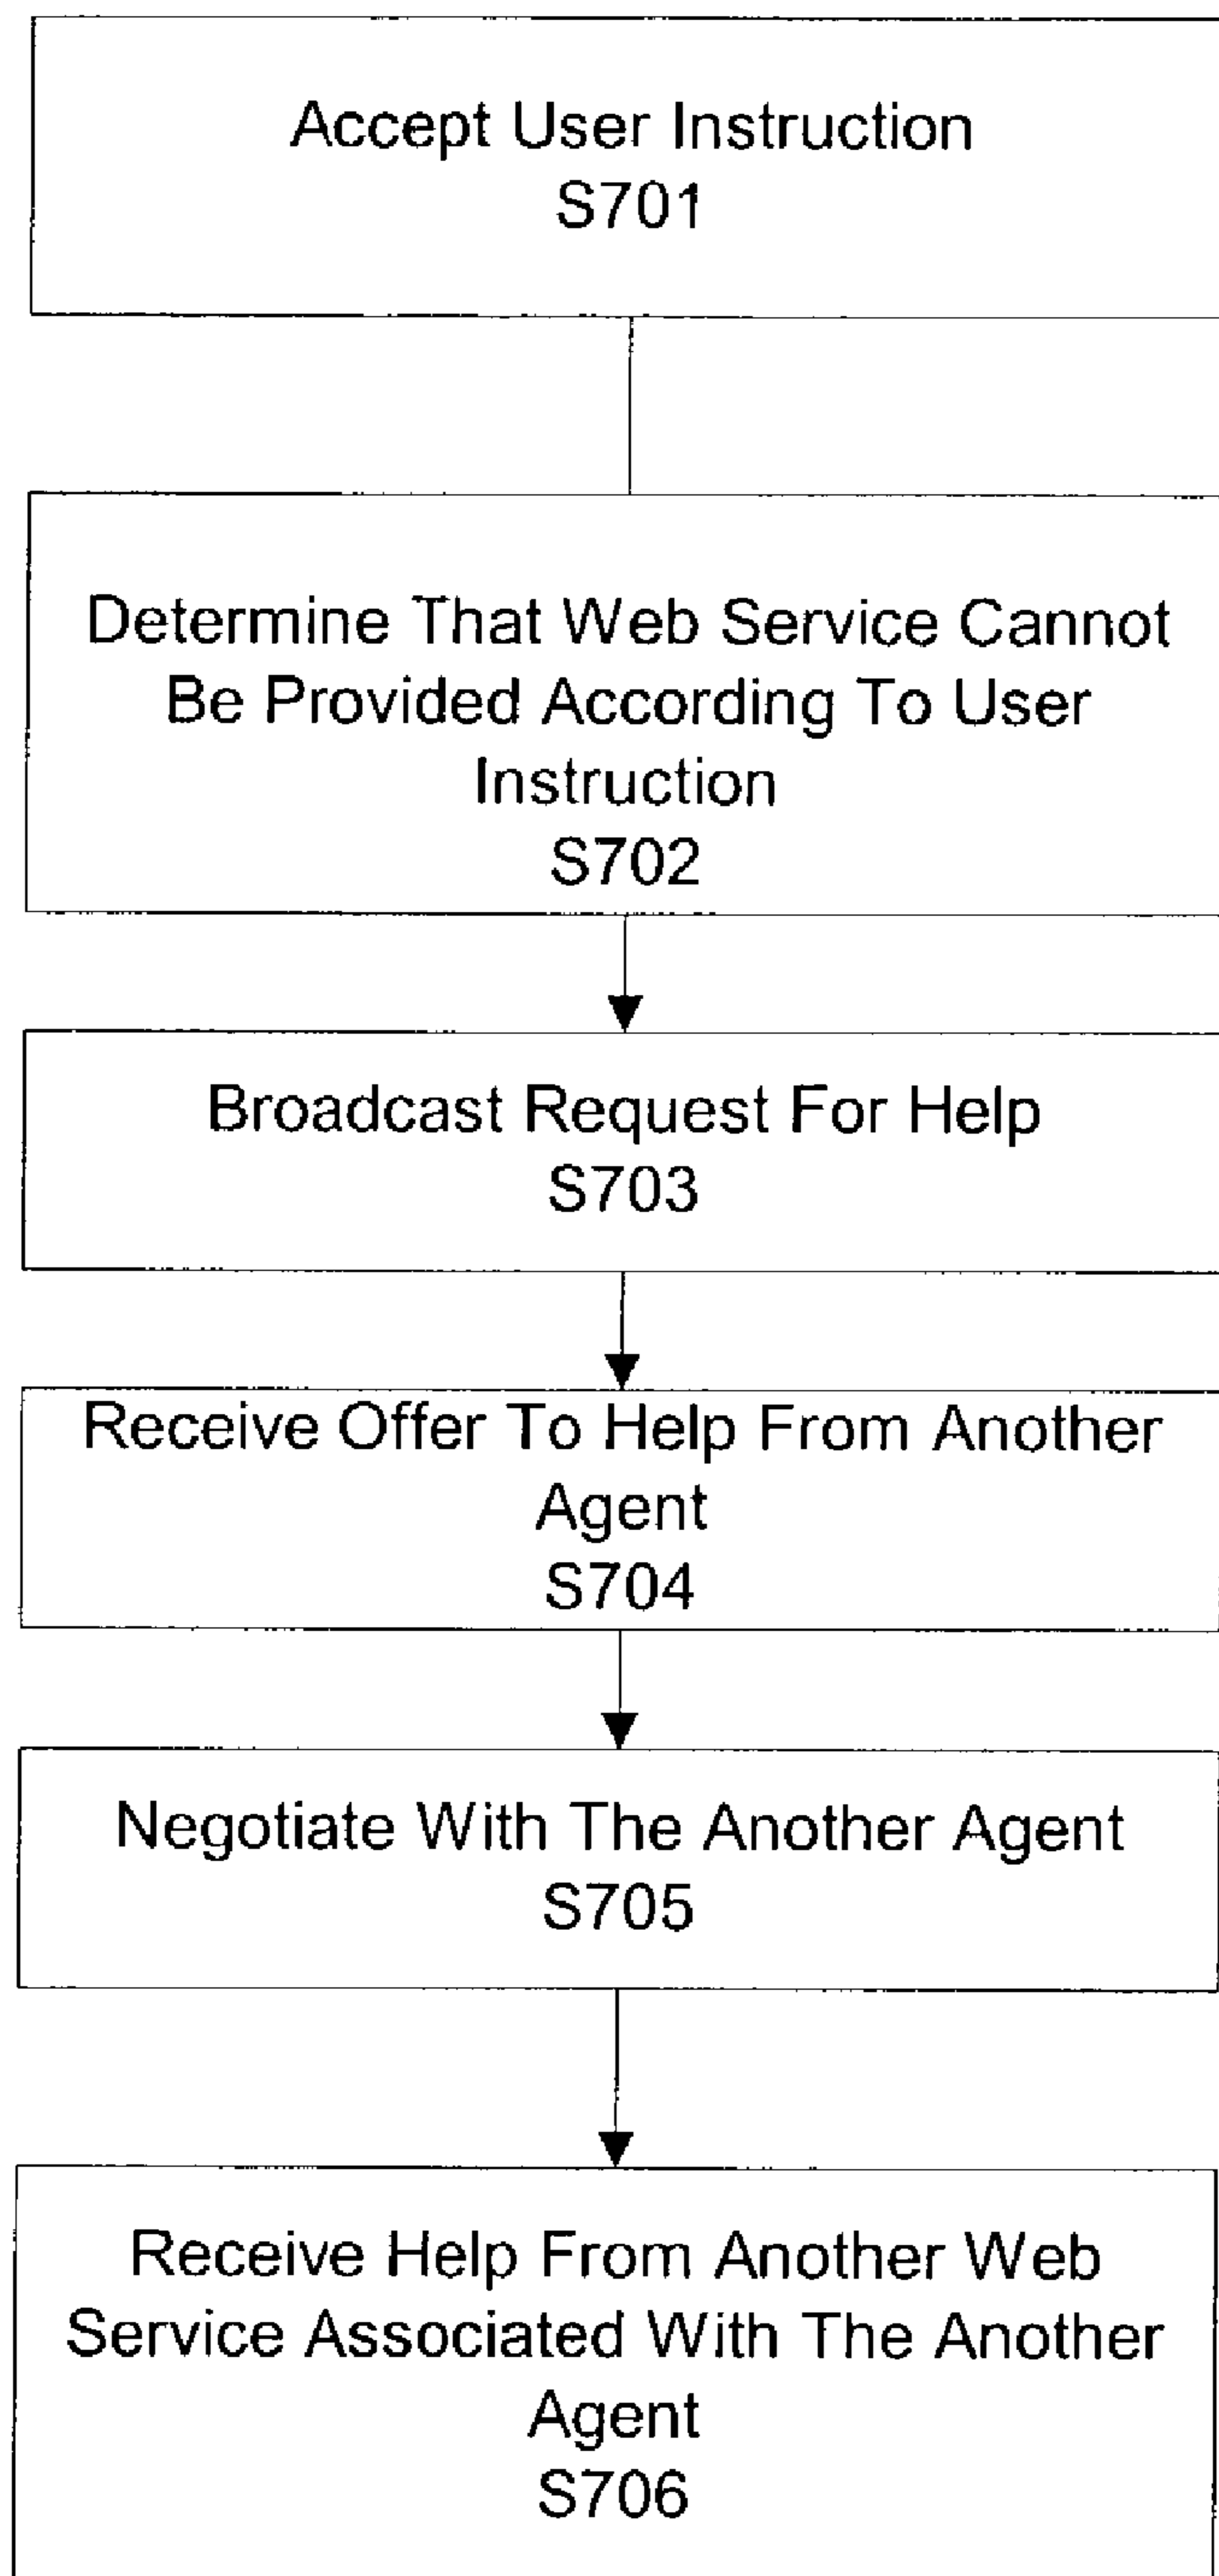 Accept User Instruction
S701
Determine That Web Service Cannot
Be Provided According To User
Instruction
S702
Broadcast Request For Help
S703
Receive Offer To Help From Another
Agent
S704
Negotiate With The Another Agent
S705
Receive Help From Another Web
Service Associated With The Another
Agent
S706